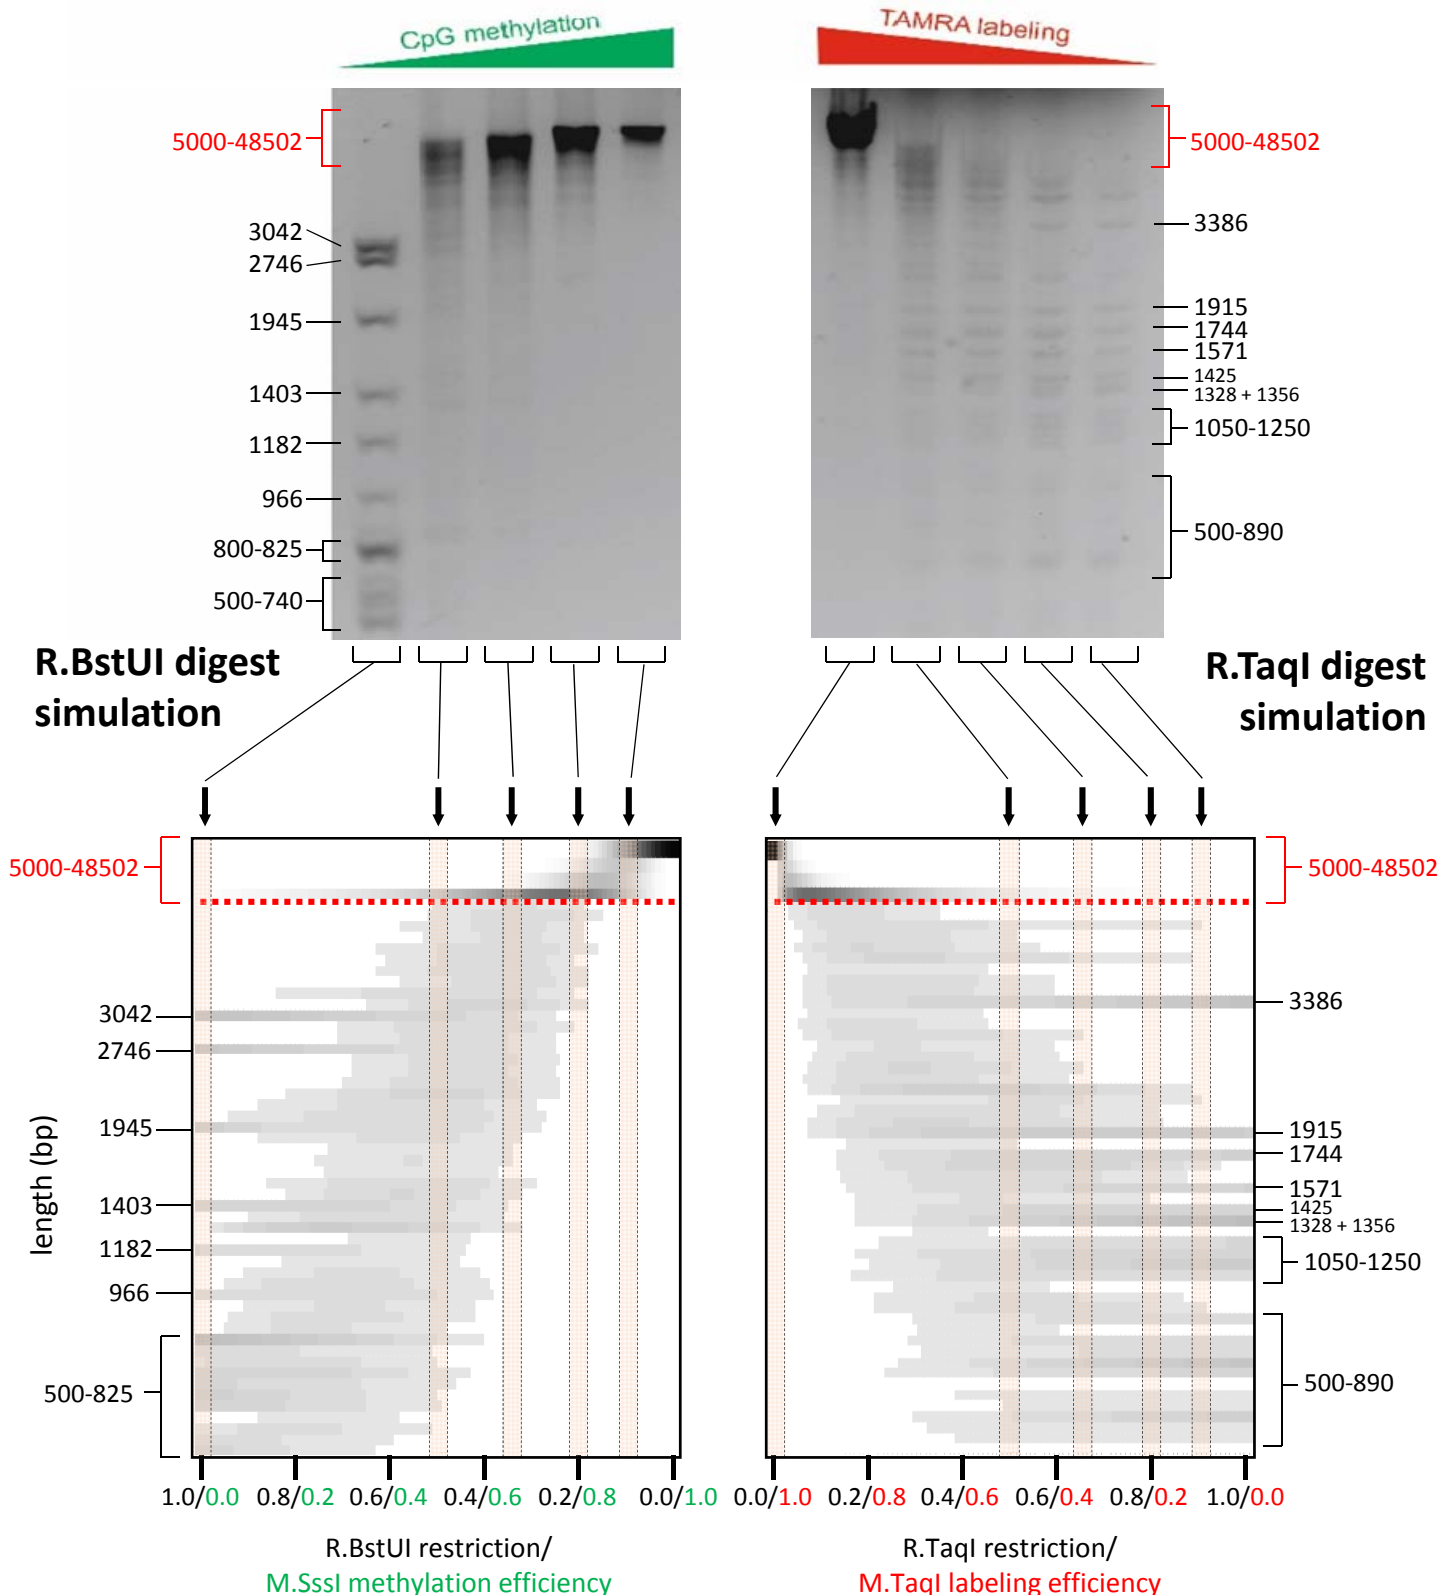 CpG methylation
TAMRA labeling
5000-48502
3042
2746
1945
1403
1182
966
800-825
500-740
5000-48502
3386
1915
1744
1571
1425
1328 + 1356
1050-1250
500-890
R.BstUI digest
simulation
R.TaqI digest
simulation
5000-48502
3042
2746
1945
1403
1182
966
500-825
length (bp)
5000-48502
3386
1915
1744
1571
1425
1328 + 1356
1050-1250
500-890
1.0/0.0 0.8/0.2 0.6/0.4 0.4/0.6 0.2/0.8 0.0/1.0
0.0/1.0 0.2/0.8 0.4/0.6 0.6/0.4 0.8/0.2 1.0/0.0
R.BstUI restriction/
M.SssI methylation efficiency
R.TaqI restriction/
M.TaqI labeling efficiency